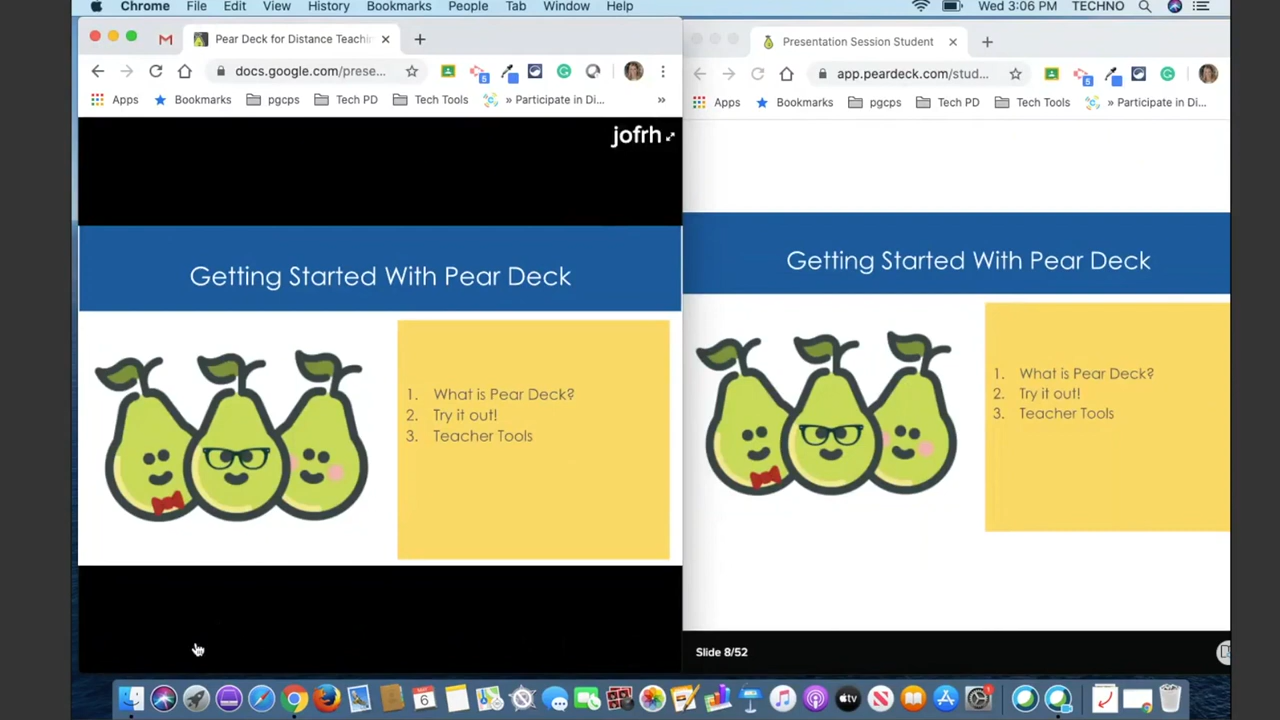 Chrome File Edit View History Bookmarks People Tab Window Help Wed 3:06 PM TECHNO
Pear Deck for Distance Teachin
docs.google.com/prese...
Apps Bookmarks pgcps Tech PD Tech Tools » Participate in Di... »
jofrh
Getting Started With Pear Deck
1. What is Pear Deck?
2. Try it out!
3. Teacher Tools
Presentation Session Student
app.peardeck.com/stud...
Apps Bookmarks pgcps Tech PD Tech Tools » Participate in Di...
Getting Started With Pear Deck
1. What is Pear Deck?
2. Try it out!
3. Teacher Tools
Slide 8/52
6
tv
1